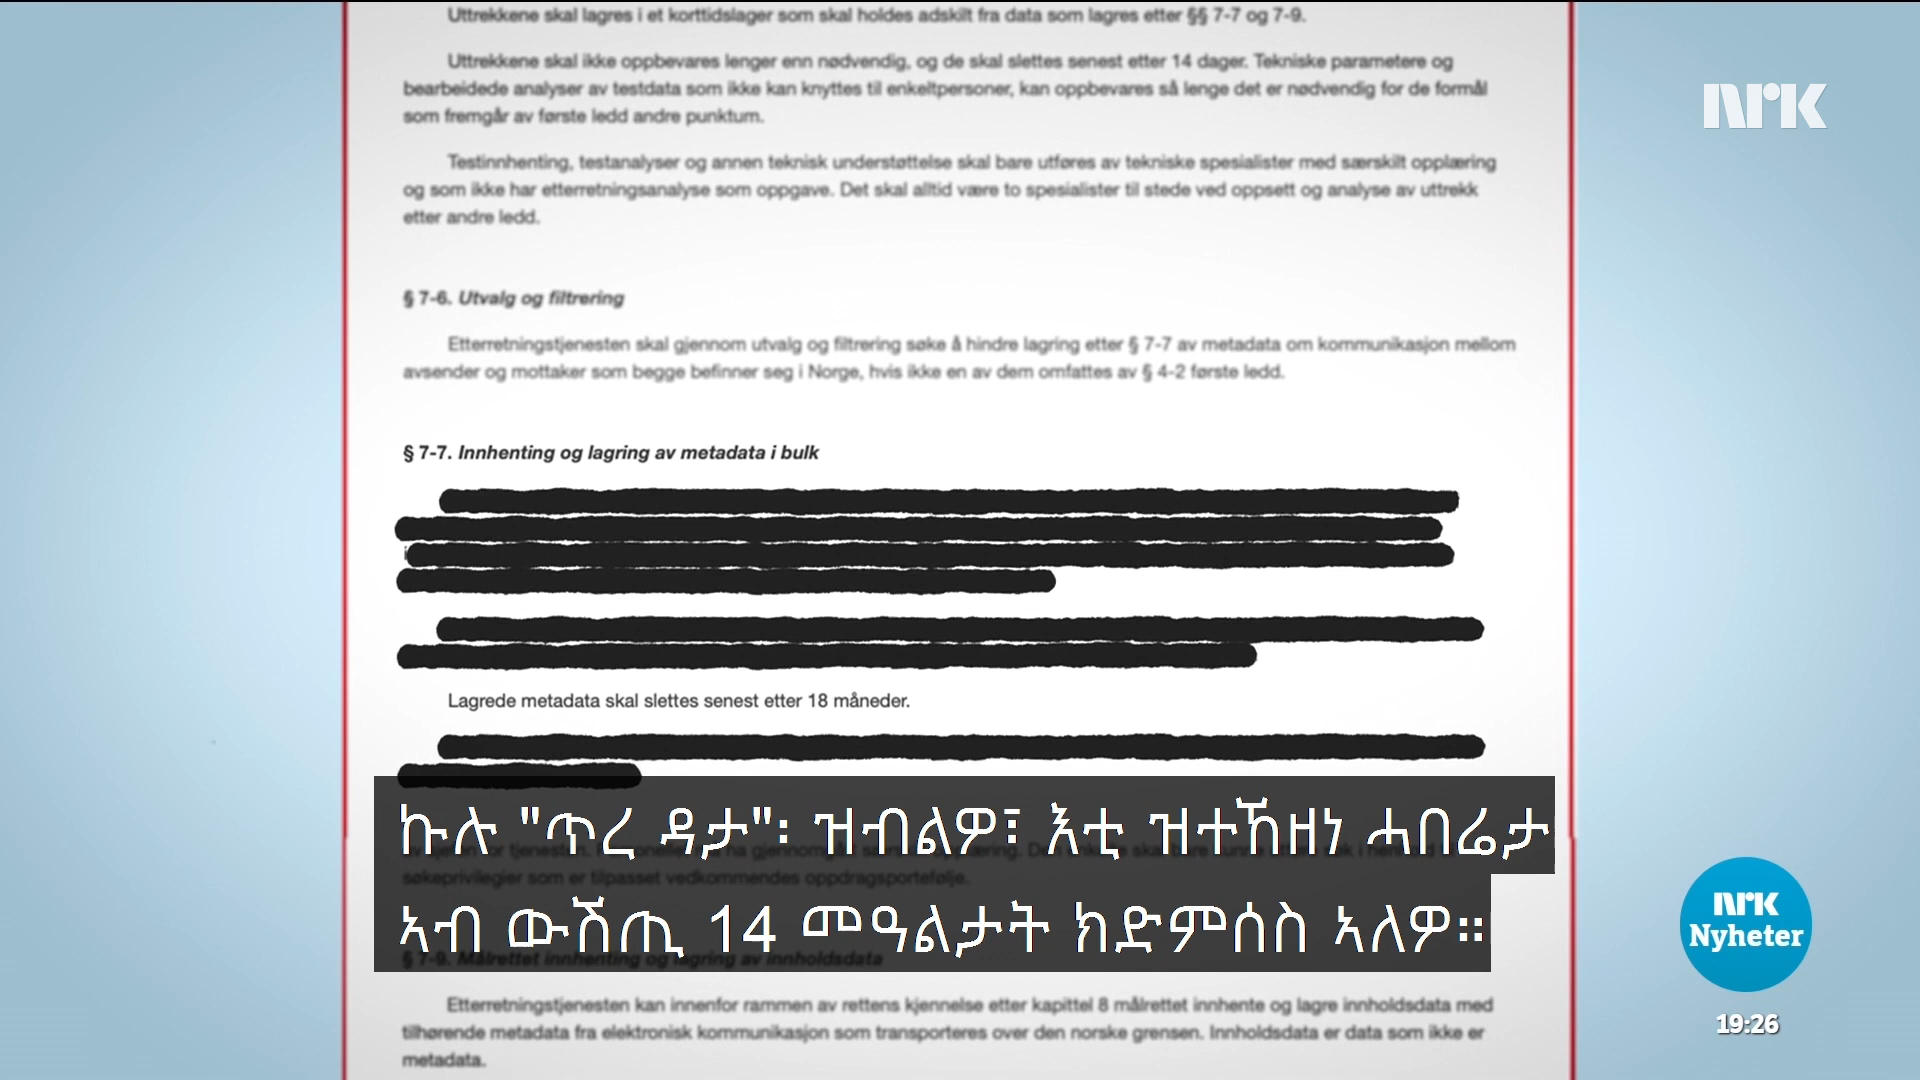 Uttrekkene skal lagres i et korttidslager som skal holdes adskilt fra data som lagres etter §§ 7-7 og 7-9.
Uttrekkene skal ikke oppbevares lenger enn nødvendig, og de skal slettes senest etter 14 dager. Tekniske parametere og
bearbeidede analyser av testdata som ikke kan knyttes til enkeltpersoner, kan oppbevares så lenge det er nødvendig for de formål
som fremgår av første ledd andre punktum.
Testinnhenting, testanalyser og annen teknisk understøttelse skal bare utføres av tekniske spesialister med særskilt opplæring
og som ikke har etterretningsanalyse som oppgave. Det skal alltid være to spesialister til stede ved oppsett og analyse av uttrekk
etter andre ledd.
§ 7-6. Utvalg og filtrering
Etterretningstjenesten skal gjennom utvalg og filtrering søke å hindre lagring etter § 7-7 av metadata om kommunikasjon mellom
avsender og mottaker som begge befinner seg i Norge, hvis ikke en av dem omfattes av § 4-2 første ledd.
§ 7-7. Innhenting og lagring av metadata i bulk
Lagrede metadata skal slettes senest etter 18 måneder.
ኩሉ "ጥረ ዳታ"፡ ዝብልዎ፣ እቲ ዝተኸዘነ ሓበሬታ
ኣብ ውሽጢ 14 መዓልታት ክድምሰስ ኣለዎ።
søkeprivilegier som er tilpasset vedkommendes oppdragsportefølje.
§ 7-9. Målrettet innhenting og lagring av innholdsdata
Etterretningstjenesten kan innenfor rammen av rettens kjennelse etter kapittel 8 målrettet innhente og lagre innholdsdata med
tilhørende metadata fra elektronisk kommunikasjon som transporteres over den norske grensen. Innholdsdata er data som ikke er
metadata.
NRK
NRK
Nyheter
19:26